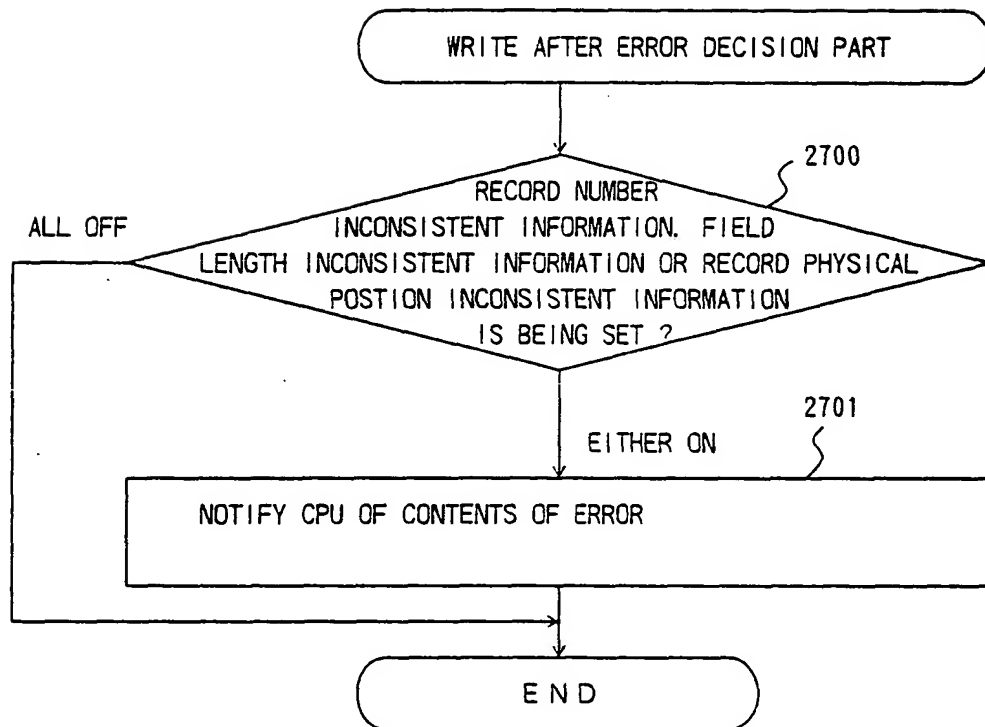 WRITE AFTER ERROR DECISION PART
2700
RECORD NUMBER
ALL OFF
INCONSISTENT INFORMATION. FIELD
LENGTH INCONSISTENT INFORMATION OR RECORD PHYSICAL
POSTION INCONSISTENT INFORMATION
IS BEING SET ?
2701
EITHER ON
NOTIFY CPU OF CONTENTS OF ERROR
END